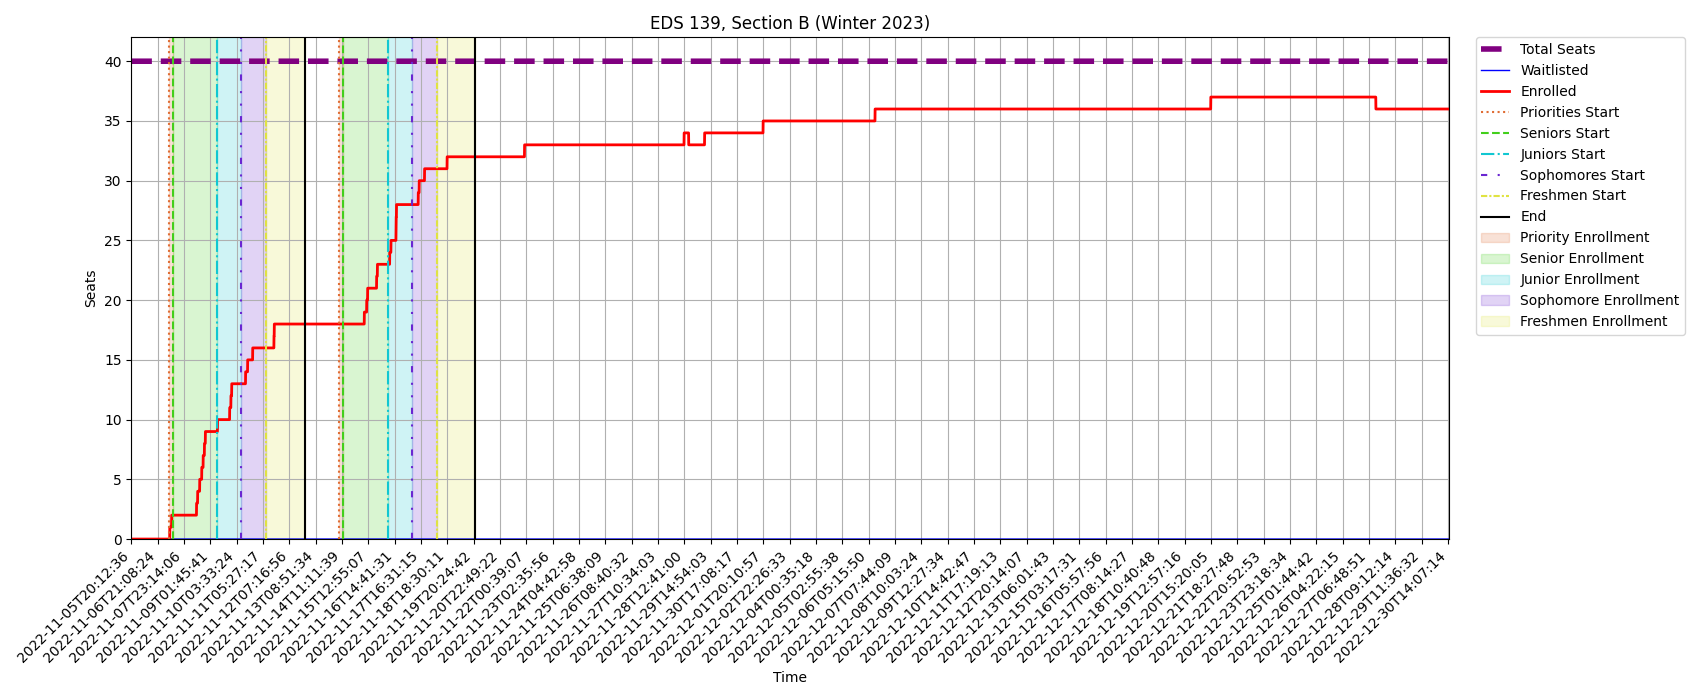 EDS 139, Section B (Winter 2023)
Seats
40
35
30
25
20
15
10
5
0
Total Seats
Waitlisted
Enrolled
Priorities Start
Seniors Start
Juniors Start
Sophomores Start
Freshmen Start
End
Priority Enrollment
Senior Enrollment
Junior Enrollment
Sophomore Enrollment
Freshmen Enrollment
2022-11-05T20:12:36
2022-11-06T21:08:24
2022-11-07T23:14:06
2022-11-09T01:45:41
2022-11-10T03:33:24
2022-11-11T05:27:17
2022-11-12T07:16:56
2022-11-13T08:51:34
2022-11-14T11:11:39
2022-11-15T12:55:07
2022-11-16T14:41:31
2022-11-17T16:31:15
2022-11-18T18:30:11
2022-11-19T20:24:42
2022-11-20T22:49:22
2022-11-22T00:39:07
2022-11-23T02:35:56
2022-11-24T04:42:58
2022-11-25T06:38:09
2022-11-26T08:40:32
2022-11-27T10:34:03
2022-11-28T12:41:00
2022-11-29T14:54:03
2022-11-30T17:08:17
2022-12-01T20:10:57
2022-12-02T22:26:33
2022-12-04T00:35:18
2022-12-05T02:55:38
2022-12-06T05:15:50
2022-12-07T07:44:09
2022-12-08T10:03:24
2022-12-09T12:27:34
2022-12-10T14:42:47
2022-12-11T17:19:13
2022-12-12T20:14:07
2022-12-13T06:01:43
2022-12-15T03:17:31
2022-12-16T05:57:56
2022-12-17T08:14:27
2022-12-18T10:40:48
2022-12-19T12:57:16
2022-12-20T15:20:05
2022-12-21T18:27:48
2022-12-22T20:52:53
2022-12-23T23:18:34
2022-12-25T01:44:42
2022-12-26T04:22:15
2022-12-27T06:48:51
2022-12-28T09:12:14
2022-12-29T11:36:32
2022-12-30T14:07:14
Time